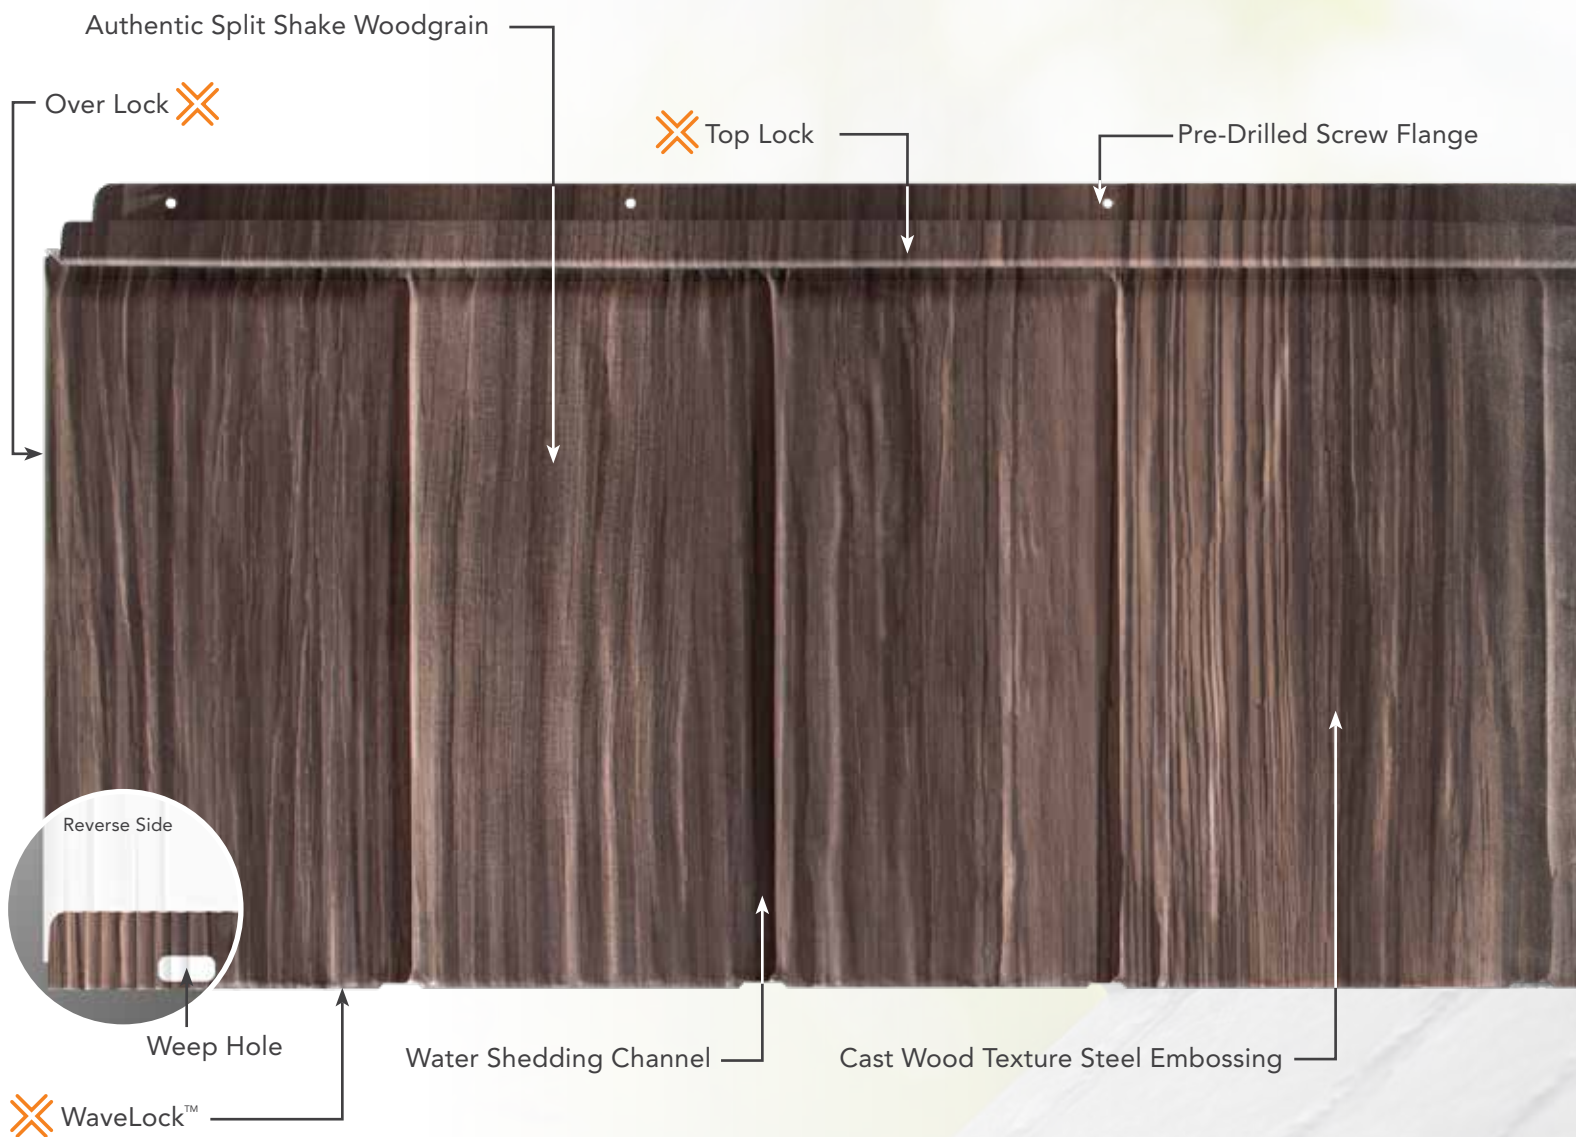 Authentic Split Shake Woodgrain
Over Lock
Top Lock
Pre-Drilled Screw Flange
Reverse Side
Weep Hole
Water Shedding Channel
Cast Wood Texture Steel Embossing
WaveLock™